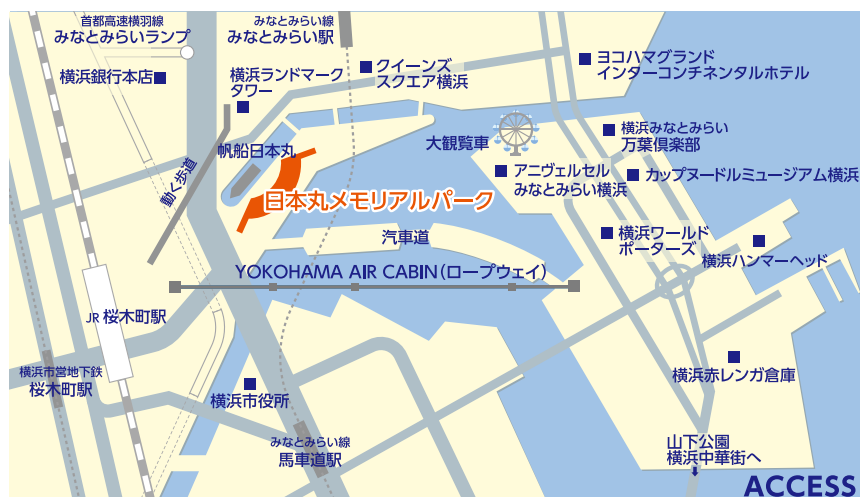 首都高速横羽線
みなとみらいランプ
みなとみらい線
みなとみらい駅
横浜銀行本店
横浜ランドマーク
タワー
クイーンズ
スクエア横浜
ヨコハマグランド
インターコンチネンタルホテル
帆船日本丸
動く歩道
大観覧車
横浜みなとみらい
万葉倶楽部
アニヴェルセル
みなとみらい横浜
カップヌードルミュージアム横浜
日本丸メモリアルパーク
汽車道
横浜ワールド
ポーターズ
横浜ハンマーヘッド
YOKOHAMA AIR CABIN(ロープウェイ)
JR 桜木町駅
横浜市営地下鉄
桜木町駅
横浜市役所
横浜赤レンガ倉庫
みなとみらい線
馬車道駅
山下公園
横浜中華街へ
ACCESS